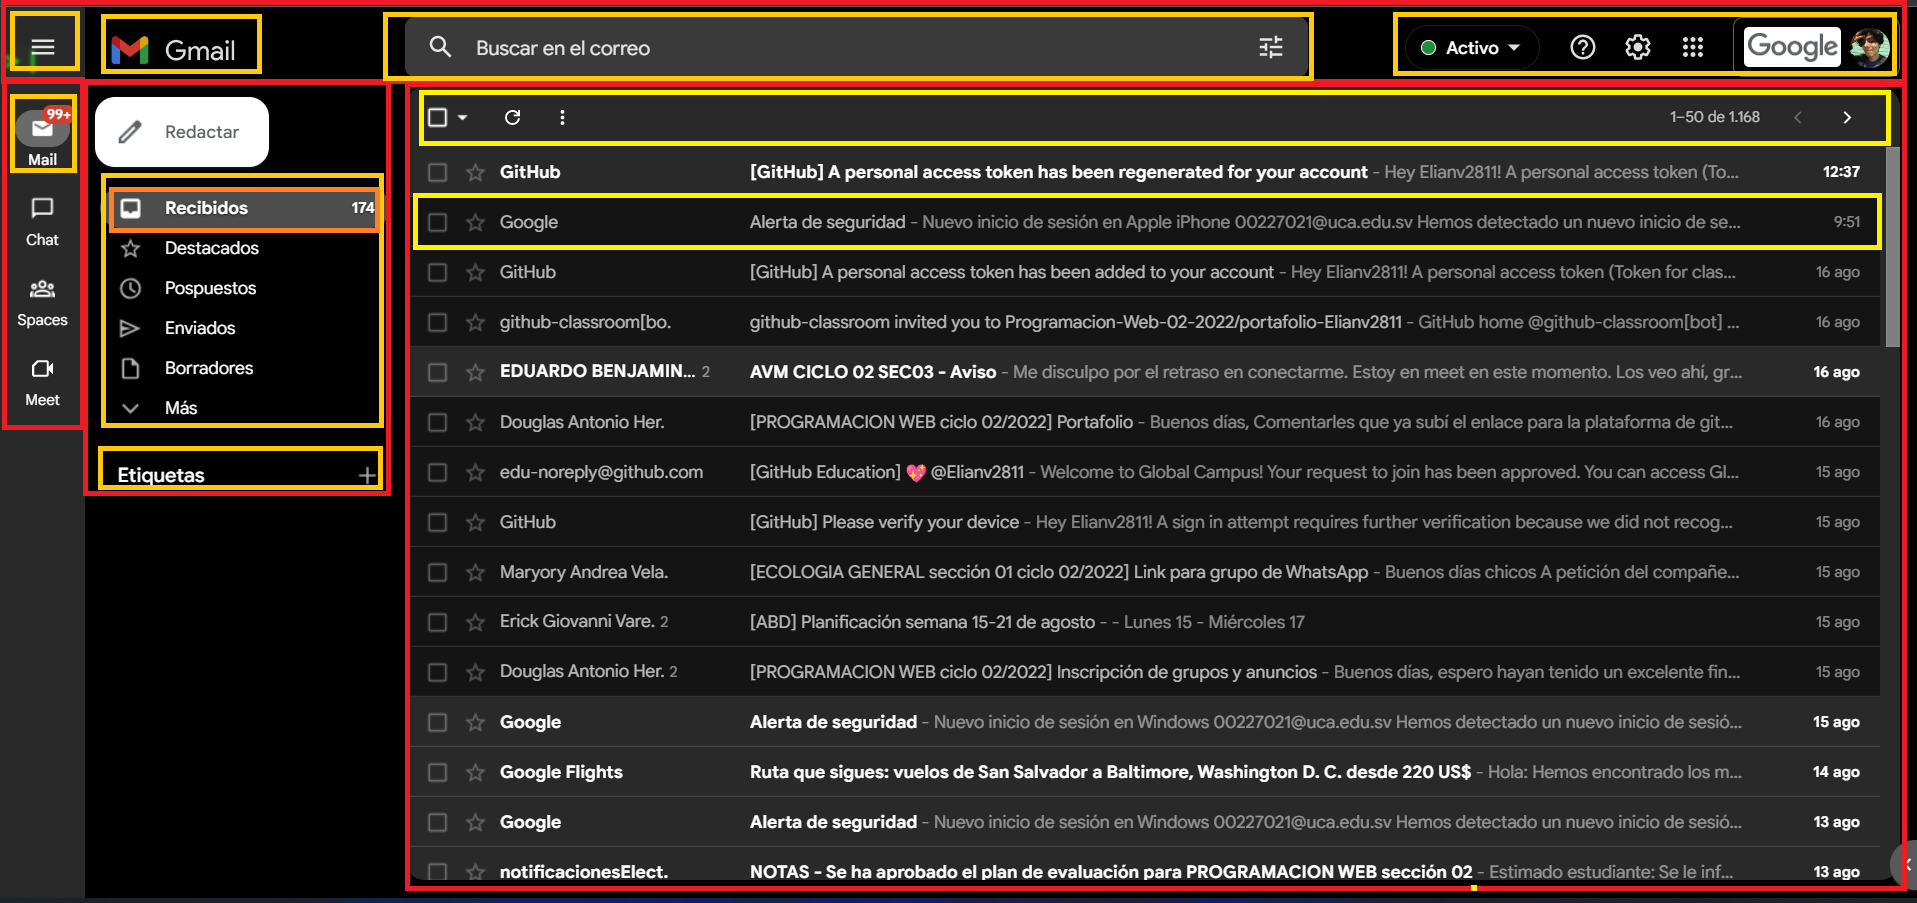 Gmail
Buscar en el correo
Activo
Google
99+
Mail
Chat
Spaces
Meet
Redactar
Recibidos 174
Destacados
Pospuestos
Enviados
Borradores
Más
Etiquetas
1–50 de 1.168
GitHub [GitHub] A personal access token has been regenerated for your account - Hey Elianv2811! A personal access token (To... 12:37
Google Alerta de seguridad - Nuevo inicio de sesión en Apple iPhone 00227021@uca.edu.sv Hemos detectado un nuevo inicio de se... 9:51
GitHub [GitHub] A personal access token has been added to your account - Hey Elianv2811! A personal access token (Token for clas... 16 ago
github-classroom[bo. github-classroom invited you to Programacion-Web-02-2022/portafolio-Elianv2811 - GitHub home @github-classroom[bot] ... 16 ago
EDUARDO BENJAMIN... 2 AVM CICLO 02 SEC03 - Aviso - Me disculpo por el retraso en conectarme. Estoy en meet en este momento. Los veo ahí, gr... 16 ago
Douglas Antonio Her. [PROGRAMACION WEB ciclo 02/2022] Portafolio - Buenos días, Comentarles que ya subí el enlace para la plataforma de git... 16 ago
edu-noreply@github.com [GitHub Education] 💖 @Elianv2811 - Welcome to Global Campus! Your request to join has been approved. You can access Gl... 15 ago
GitHub [GitHub] Please verify your device - Hey Elianv2811! A sign in attempt requires further verification because we did not recog... 15 ago
Maryory Andrea Vela. [ECOLOGIA GENERAL sección 01 ciclo 02/2022] Link para grupo de WhatsApp - Buenos días chicos A petición del compañe... 15 ago
Erick Giovanni Vare. 2 [ABD] Planificación semana 15-21 de agosto - - Lunes 15 - Miércoles 17 15 ago
Douglas Antonio Her. 2 [PROGRAMACION WEB ciclo 02/2022] Inscripción de grupos y anuncios - Buenos días, espero hayan tenido un excelente fin... 15 ago
Google Alerta de seguridad - Nuevo inicio de sesión en Windows 00227021@uca.edu.sv Hemos detectado un nuevo inicio de sesió... 15 ago
Google Flights Ruta que sigues: vuelos de San Salvador a Baltimore, Washington D. C. desde 220 US$ - Hola: Hemos encontrado los m... 14 ago
Google Alerta de seguridad - Nuevo inicio de sesión en Windows 00227021@uca.edu.sv Hemos detectado un nuevo inicio de sesió... 13 ago
notificacionesElect. NOTAS - Se ha aprobado el plan de evaluación para PROGRAMACION WEB sección 02 - Estimado estudiante: Se le inf... 13 ago